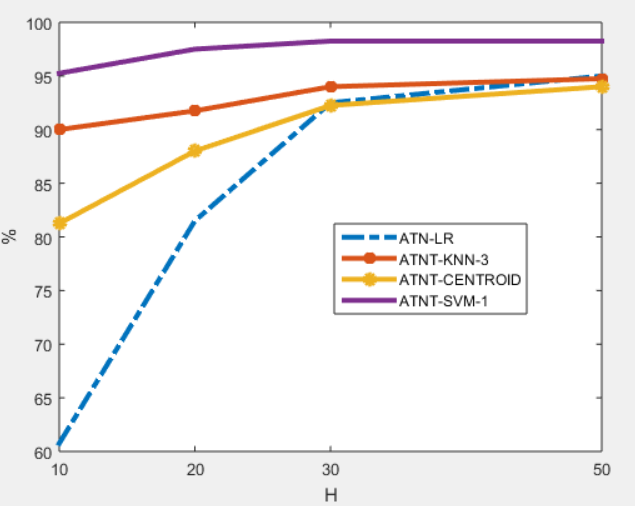 100
95
90
85
80
75
70
65
60
%
10
20
30
50
H
ATN-LR
ATNT-KNN-3
ATNT-CENTROID
ATNT-SVM-1